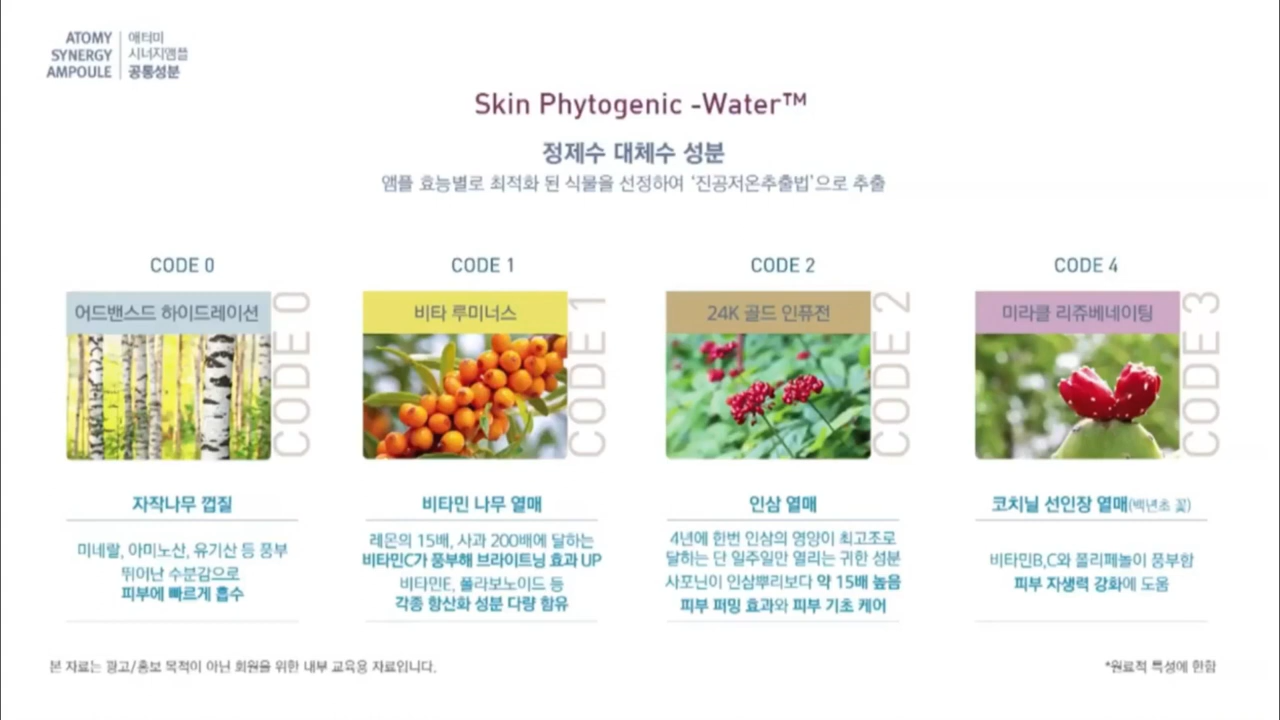 ATOMY
SYNERGY
AMPOULE
애터미
시너지앰플
공통성분
Skin Phytogenic -Water™
정제수 대체수 성분
앰플 효능별로 최적화 된 식물을 선정하여 '진공저온추출법'으로 추출
CODE 0
어드밴스드 하이드레이션
CODE 0
자작나무 껍질
미네랄, 아미노산, 유기산 등 풍부
뛰어난 수분감으로
피부에 빠르게 흡수
CODE 1
비타 루미너스
CODE 1
비타민 나무 열매
레몬의 15배, 사과 200배에 달하는
비타민C가 풍부해 브라이트닝 효과 UP
비타민E, 폴라보노이드 등
각종 항산화 성분 다량 함유
CODE 2
24K 골드 인퓨전
CODE 2
인삼 열매
4년에 한번 인삼의 영양이 최고조로
달하는 단 일주일만 열리는 귀한 성분
사포닌이 인삼뿌리보다 약 15배 높음
피부 퍼밍 효과와 피부 기초 케어
CODE 4
미라클 리쥬베네이팅
CODE 3
코치닐 선인장 열매(백년초 꽃)
비타민B,C와 폴리페놀이 풍부함
피부 자생력 강화에 도움
본 자료는 광고/홍보 목적이 아닌 회원을 위한 내부 교육용 자료입니다.
*원료적 특성에 한함